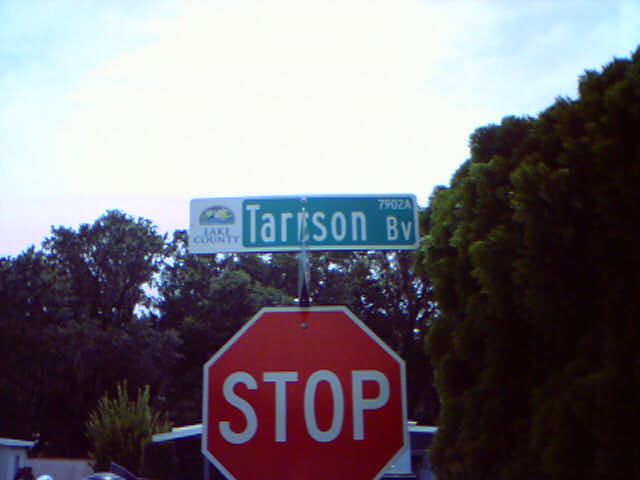 7902A
LAKE
COUNTY
Tarrson Bv
STOP